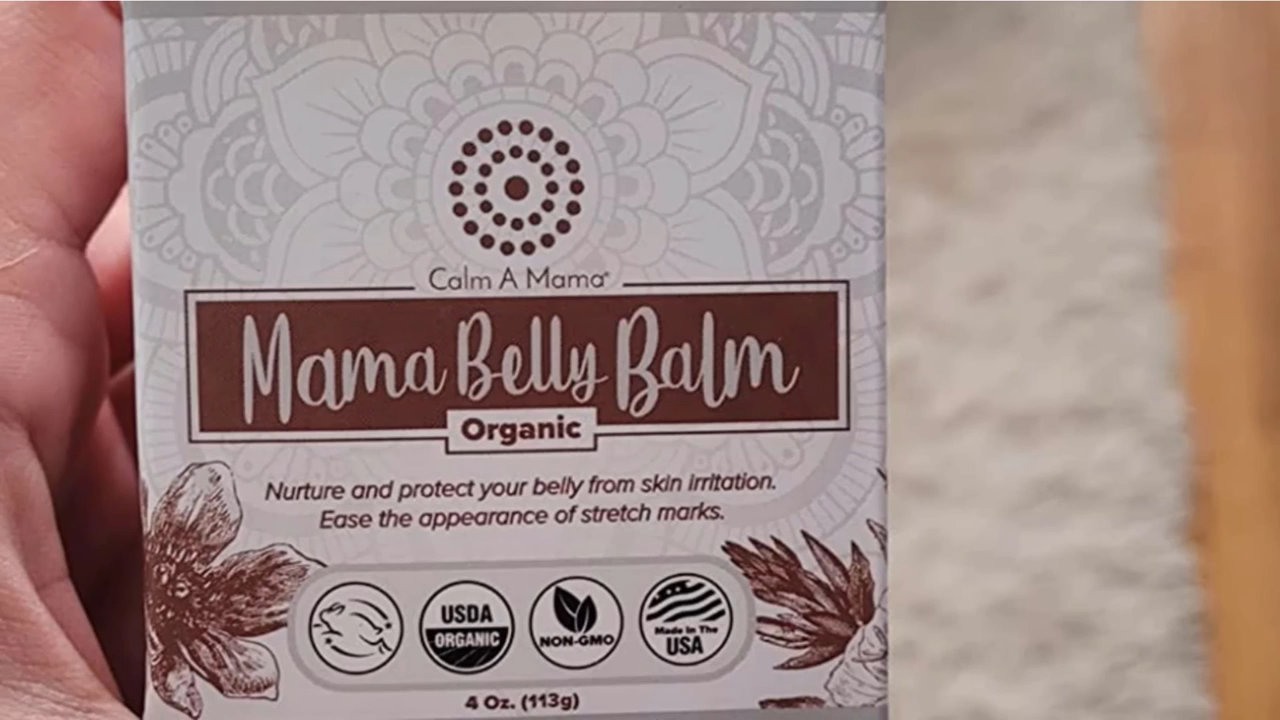 Calm A Mama®
Mama Belly Balm
Organic
Nurture and protect your belly from skin irritation.
Ease the appearance of stretch marks.
USDA
ORGANIC
NON-GMO
Made In The
USA
4 Oz. (113g)